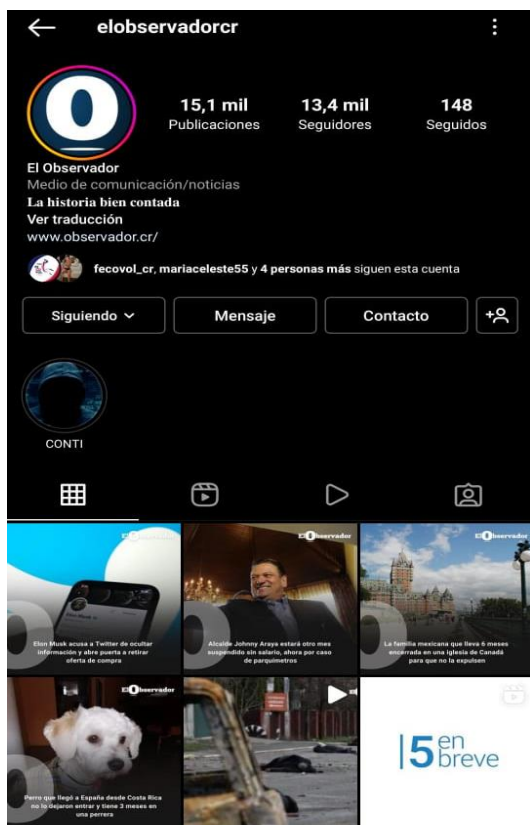 elobservadorcr
15,1 mil
Publicaciones
13,4 mil
Seguidores
148
Seguidos
El Observador
Medio de comunicación/noticias
La historia bien contada
Ver traducción
www.observador.cr/
fecovol_cr, mariaceleste55 y 4 personas más siguen esta cuenta
Siguiendo
Mensaje
Contacto
CONTI
El Observador
Elon Musk acusa a Twitter de ocultar
información y abre puerta a retirar
oferta de compra
El Observador
Alcalde Johnny Araya estará otro mes
suspendido sin salario, ahora por caso
de parquímetros
El Observador
La familia mexicana que lleva 6 meses
encerrada en una iglesia de Canadá
para que no la expulsen
El Observador
Perro que llegó a España desde Costa Rica
no lo dejaron entrar y tiene 3 meses en
una perrera
5 en
breve